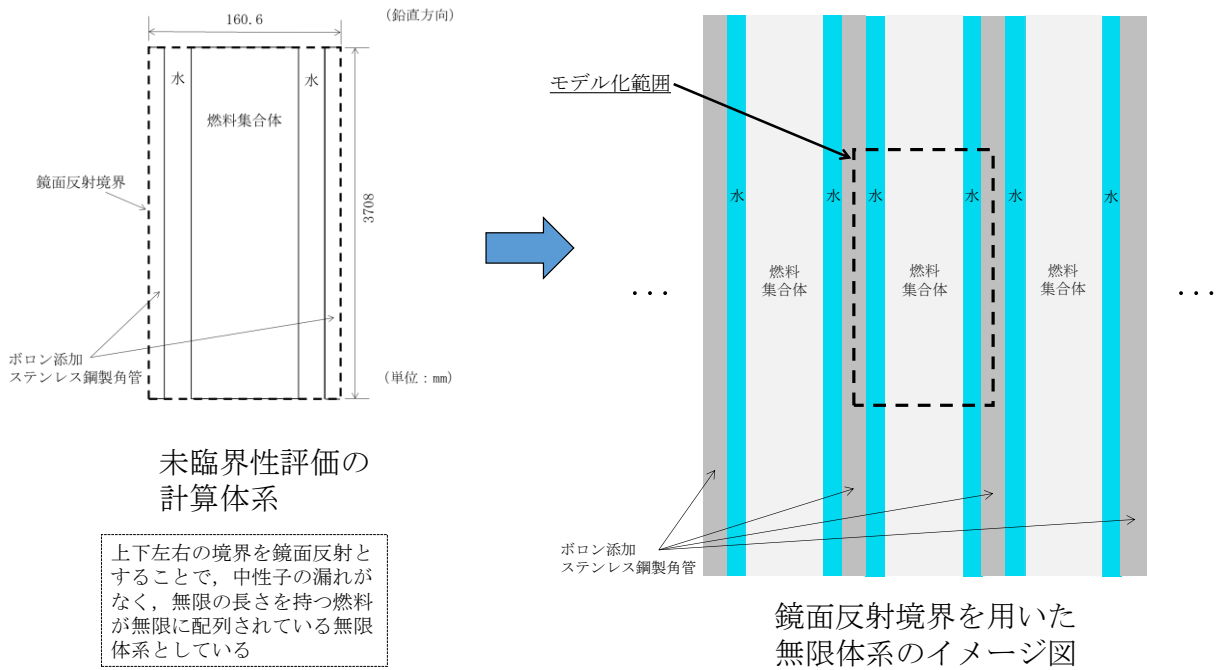 160.6
(鉛直方向)
水
水
燃料集合体
鏡面反射境界
3708
ボロン添加
ステンレス鋼製角管
(単位：mm)
未臨界性評価の
計算体系
上下左右の境界を鏡面反射と
することで，中性子の漏れが
なく，無限の長さを持つ燃料
が無限に配列されている無限
体系としている
モデル化範囲
水
水
水
水
水
水
燃料
集合体
燃料
集合体
燃料
集合体
...
...
ボロン添加
ステンレス鋼製角管
鏡面反射境界を用いた
無限体系のイメージ図